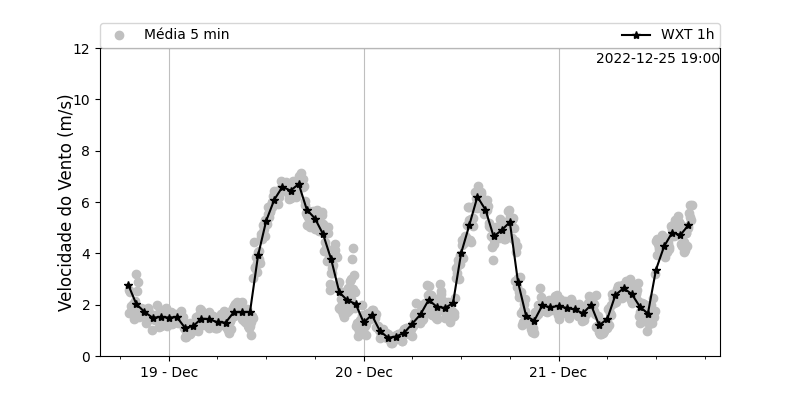 Média 5 min
WXT 1h
2022-12-25 19:00
Velocidade do Vento (m/s)
12
10
8
6
4
2
0
19 - Dec
20 - Dec
21 - Dec